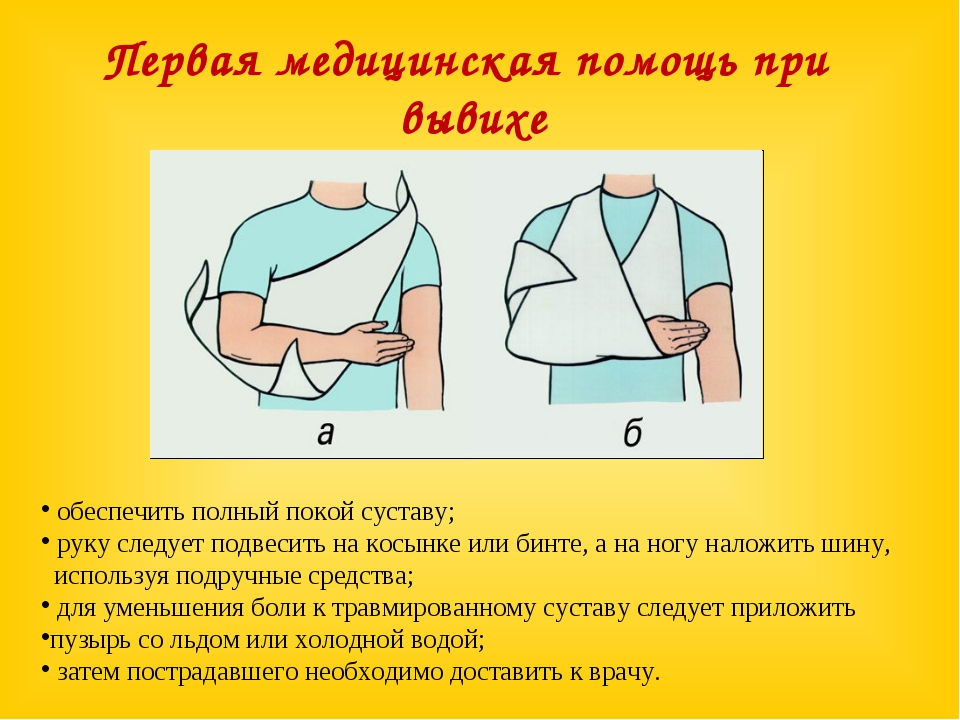 Первая медицинская помощь при
вывихе
а
б
• обеспечить полный покой суставу;
• руку следует подвесить на косынке или бинте, а на ногу наложить шину,
используя подручные средства;
• для уменьшения боли к травмированному суставу следует приложить
•пузырь со льдом или холодной водой;
• затем пострадавшего необходимо доставить к врачу.